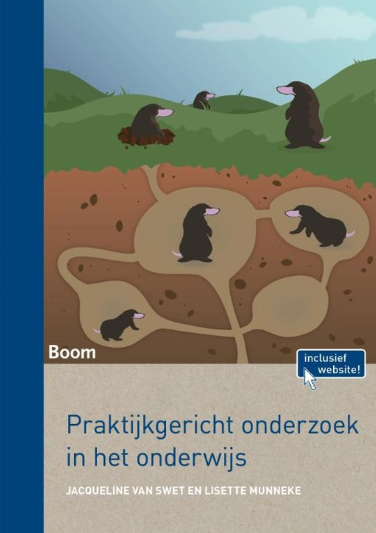 Boom
inclusief
website!
Praktijkgericht onderzoek
in het onderwijs
JACQUELINE VAN SWET EN LISETTE MUNNEKE